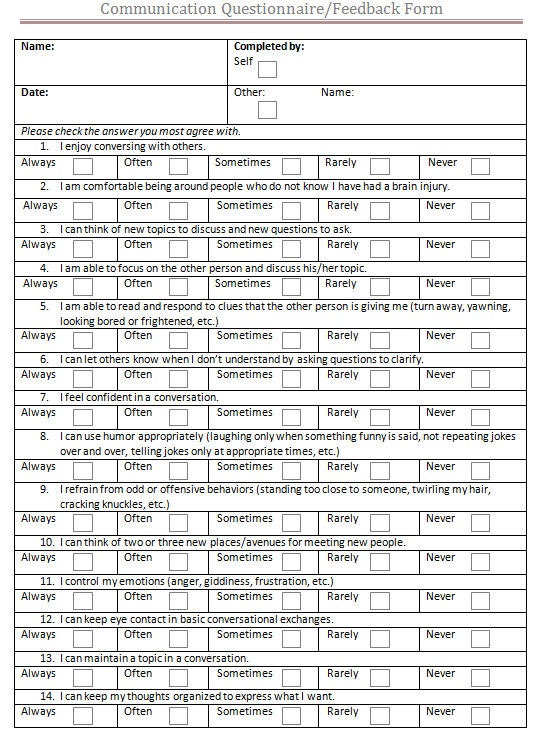 Communication Questionnaire/Feedback Form
Name: Completed by:
Self
Date: Other: Name:
Please check the answer you most agree with.
1. I enjoy conversing with others.
Always Often Sometimes Rarely Never
2. I am comfortable being around people who do not know I have had a brain injury.
Always Often Sometimes Rarely Never
3. I can think of new topics to discuss and new questions to ask.
Always Often Sometimes Rarely Never
4. I am able to focus on the other person and discuss his/her topic.
Always Often Sometimes Rarely Never
5. I am able to read and respond to clues that the other person is giving me (turn away, yawning,
looking bored or frightened, etc.)
Always Often Sometimes Rarely Never
6. I can let others know when I don't understand by asking questions to clarify.
Always Often Sometimes Rarely Never
7. I feel confident in a conversation.
Always Often Sometimes Rarely Never
8. I can use humor appropriately (laughing only when something funny is said, not repeating jokes
over and over, telling jokes only at appropriate times, etc.)
Always Often Sometimes Rarely Never
9. I refrain from odd or offensive behaviors (standing too close to someone, twirling my hair,
cracking knuckles, etc.)
Always Often Sometimes Rarely Never
10. I can think of two or three new places/avenues for meeting new people.
Always Often Sometimes Rarely Never
11. I control my emotions (anger, giddiness, frustration, etc.)
Always Often Sometimes Rarely Never
12. I can keep eye contact in basic conversational exchanges.
Always Often Sometimes Rarely Never
13. I can maintain a topic in a conversation.
Always Often Sometimes Rarely Never
14. I can keep my thoughts organized to express what I want.
Always Often Sometimes Rarely Never